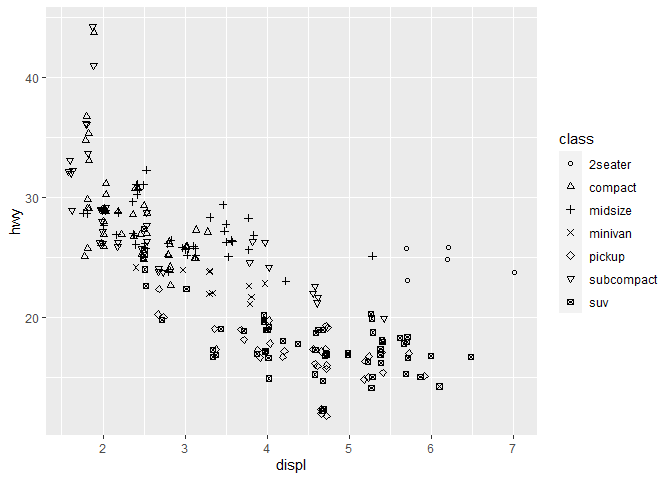 40
30
20
hwy
2 3 4 5 6 7
displ
class
2seater
compact
midsize
minivan
pickup
subcompact
suv